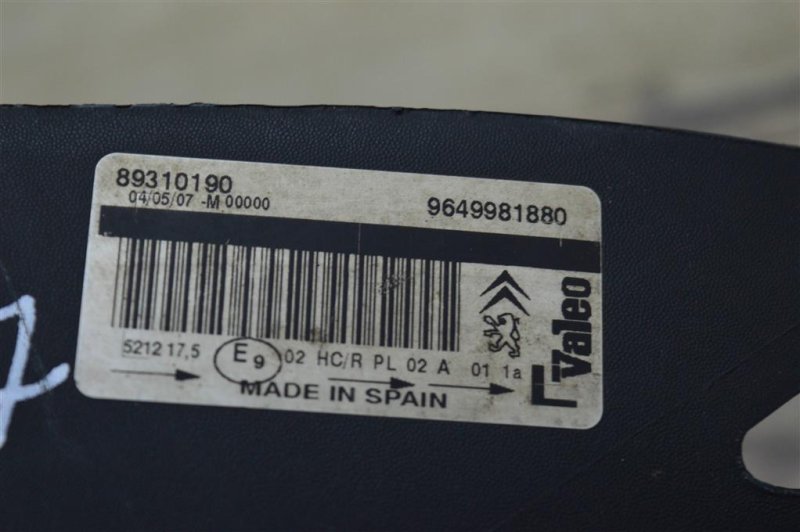 89310190
04/05/07 -M 00000
9649981880
5212 17,5 E9 02 HC/R PL 02 A 01 1a
MADE IN SPAIN
Valeo
7